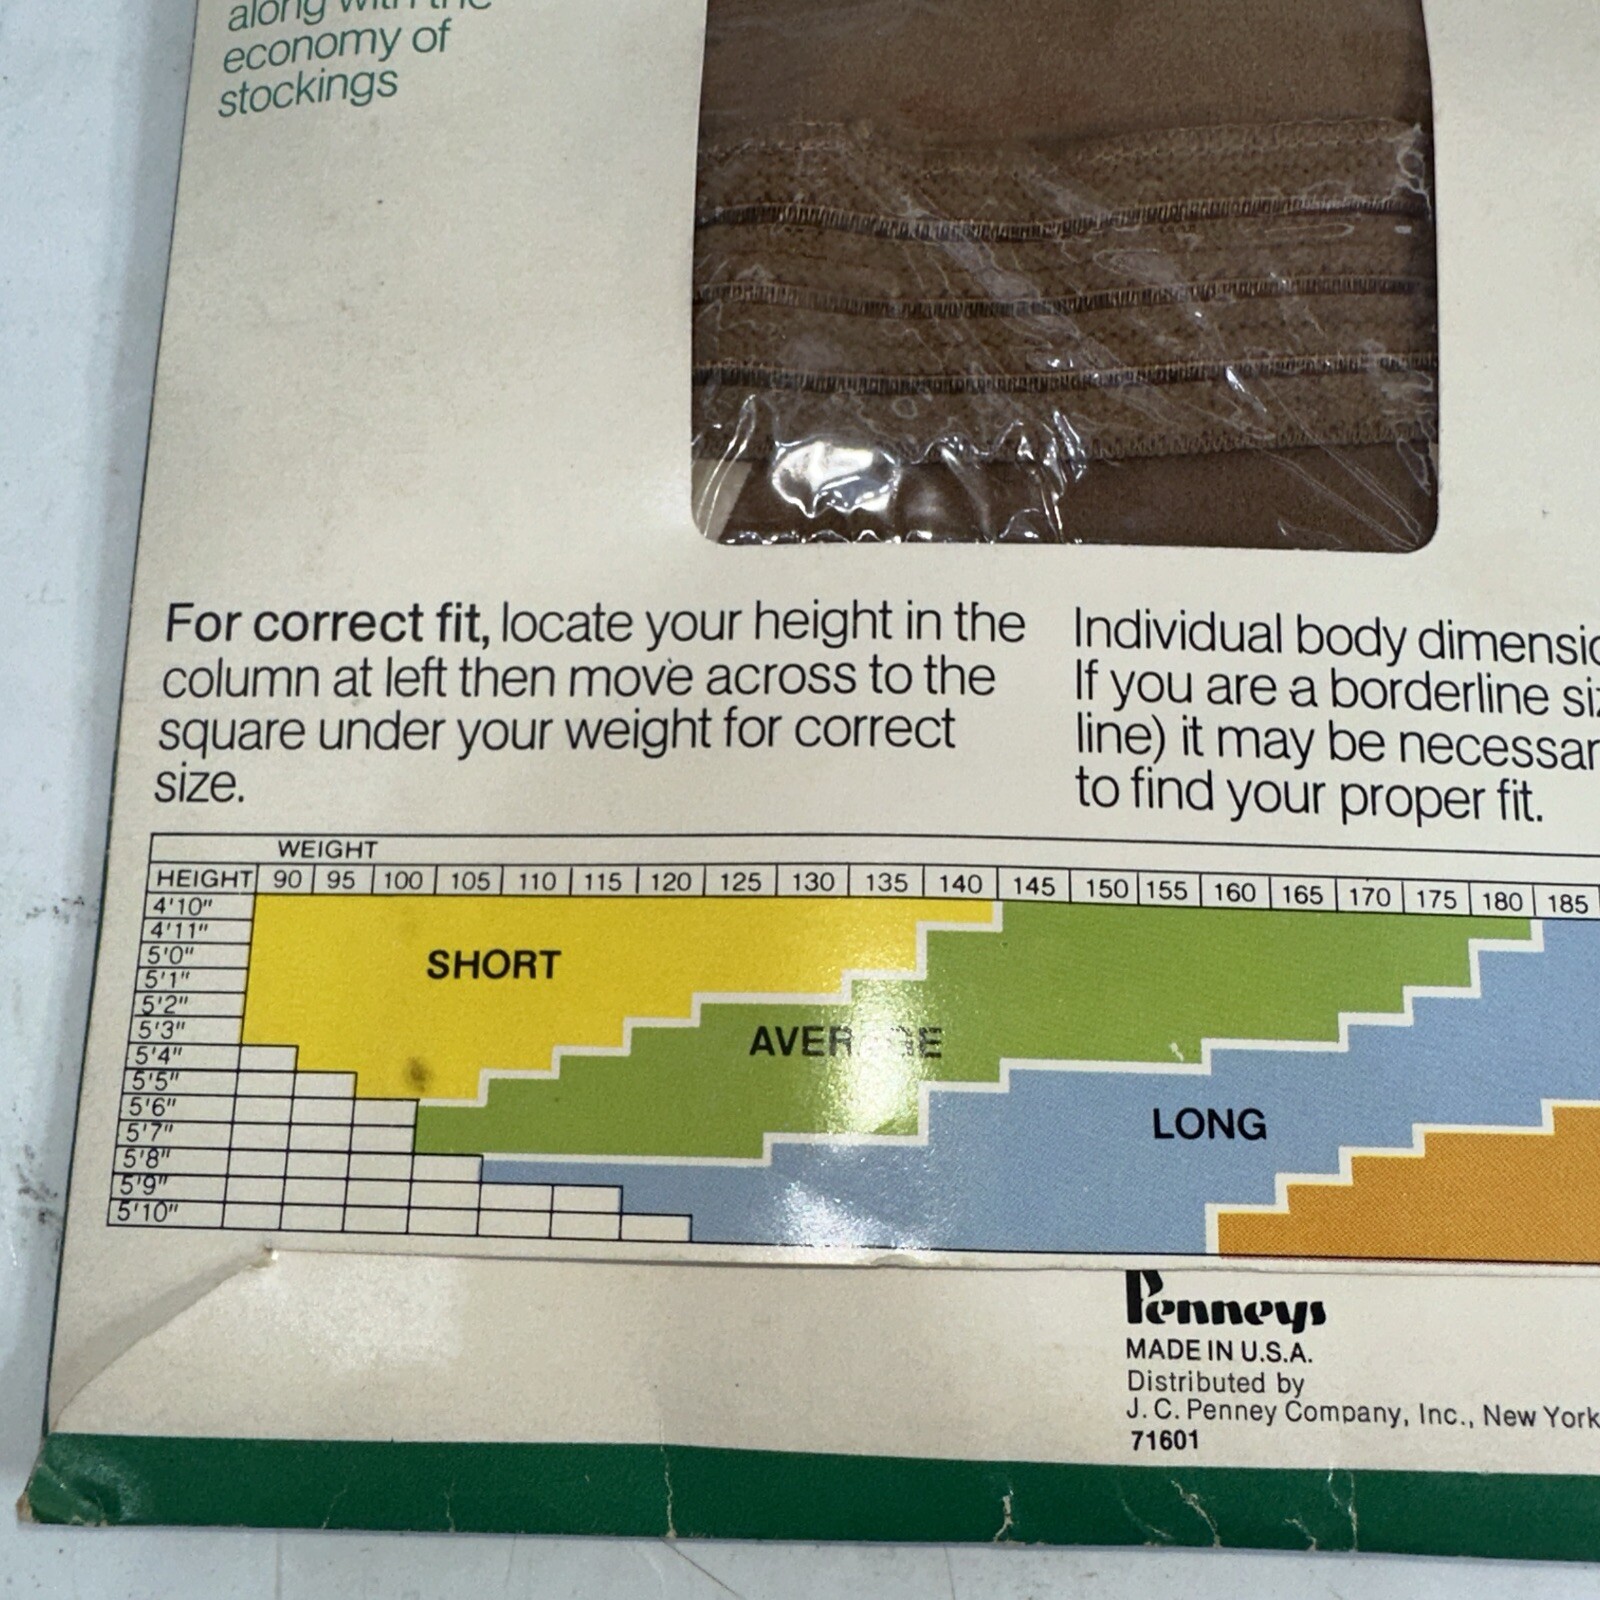 along with the
economy of
stockings
For correct fit, locate your height in the
column at left then move across to the
square under your weight for correct
size.
Individual body dimensio
If you are a borderline siz
line) it may be necessar
to find your proper fit.
WEIGHT
HEIGHT 90 95 100 105 110 115 120 125 130 135 140 145 150 155 160 165 170 175 180 185
4'10"
4'11"
5'0"
5'1"
5'2"
5'3"
5'4"
5'5"
5'6"
5'7"
5'8"
5'9"
5'10"
SHORT
AVERAGE
LONG
Penneys
MADE IN U.S.A.
Distributed by
J. C. Penney Company, Inc., New York
71601